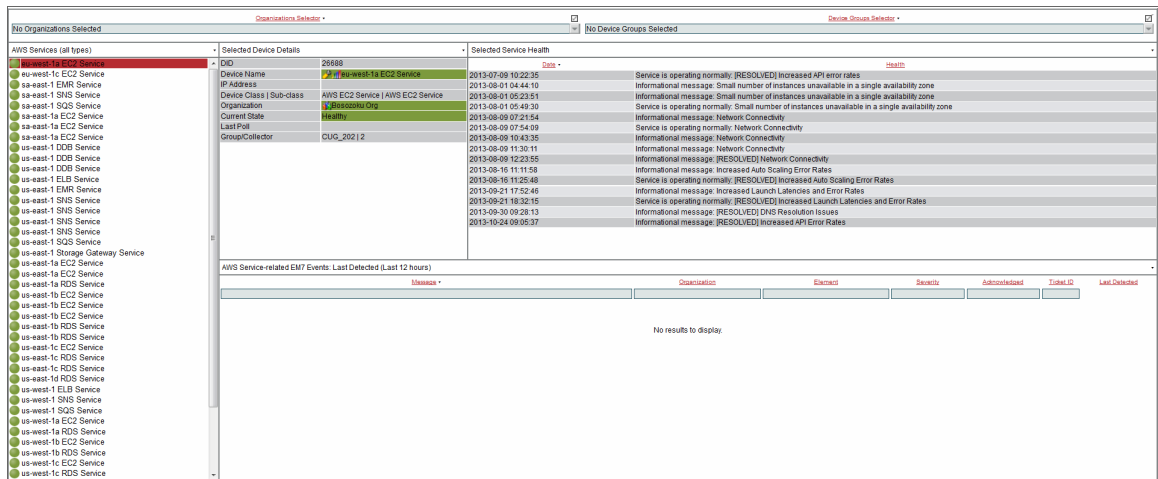 Organizations Selector
Device Groups Selector
No Organizations Selected
No Device Groups Selected
AWS Services (all types)
eu-west-1a EC2 Service
eu-west-1c EC2 Service
sa-east-1 EMR Service
sa-east-1 SNS Service
sa-east-1 SQS Service
sa-east-1a EC2 Service
sa-east-1a EC2 Service
sa-east-1a EC2 Service
us-east-1 DDB Service
us-east-1 DDB Service
us-east-1 DDB Service
us-east-1 ELB Service
us-east-1 EMR Service
us-east-1 SNS Service
us-east-1 SNS Service
us-east-1 SNS Service
us-east-1 SNS Service
us-east-1 SQS Service
us-east-1 Storage Gateway Service
us-east-1a EC2 Service
us-east-1a EC2 Service
us-east-1a RDS Service
us-east-1b EC2 Service
us-east-1b EC2 Service
us-east-1b EC2 Service
us-east-1b RDS Service
us-east-1b RDS Service
us-east-1c EC2 Service
us-east-1c RDS Service
us-east-1c RDS Service
us-east-1d RDS Service
us-west-1 ELB Service
us-west-1 SNS Service
us-west-1 SQS Service
us-west-1a EC2 Service
us-west-1a RDS Service
us-west-1b EC2 Service
us-west-1b RDS Service
us-west-1c EC2 Service
us-west-1c RDS Service
Selected Device Details
DID 26688
Device Name eu-west-1a EC2 Service
IP Address
Device Class | Sub-class AWS EC2 Service | AWS EC2 Service
Organization Bosozoku Org
Current State Healthy
Last Poll
Group/Collector CUG_202 | 2
Selected Service Health
Date Health
2013-07-09 10:22:35 Service is operating normally: [RESOLVED] Increased API error rates
2013-08-01 04:44:10 Informational message: Small number of instances unavailable in a single availability zone
2013-08-01 05:23:51 Informational message: Small number of instances unavailable in a single availability zone
2013-08-01 05:49:30 Service is operating normally: Small number of instances unavailable in a single availability zone
2013-08-09 07:21:54 Informational message: Network Connectivity
2013-08-09 07:54:09 Service is operating normally: Network Connectivity
2013-08-09 10:43:35 Informational message: Network Connectivity
2013-08-09 11:30:11 Informational message: Network Connectivity
2013-08-09 12:23:55 Informational message: [RESOLVED] Network Connectivity
2013-08-16 11:11:58 Informational message: Increased Auto Scaling Error Rates
2013-08-16 11:25:48 Service is operating normally: [RESOLVED] Increased Auto Scaling Error Rates
2013-09-21 17:52:46 Informational message: Increased Launch Latencies and Error Rates
2013-09-21 18:32:15 Service is operating normally: [RESOLVED] Increased Launch Latencies and Error Rates
2013-09-30 09:28:13 Informational message: [RESOLVED] DNS Resolution Issues
2013-10-24 09:05:37 Informational message: [RESOLVED] Increased API Error Rates
AWS Service-related EM7 Events: Last Detected (Last 12 hours)
Message Organization Element Severity Acknowledged Ticket ID Last Detected
No results to display.